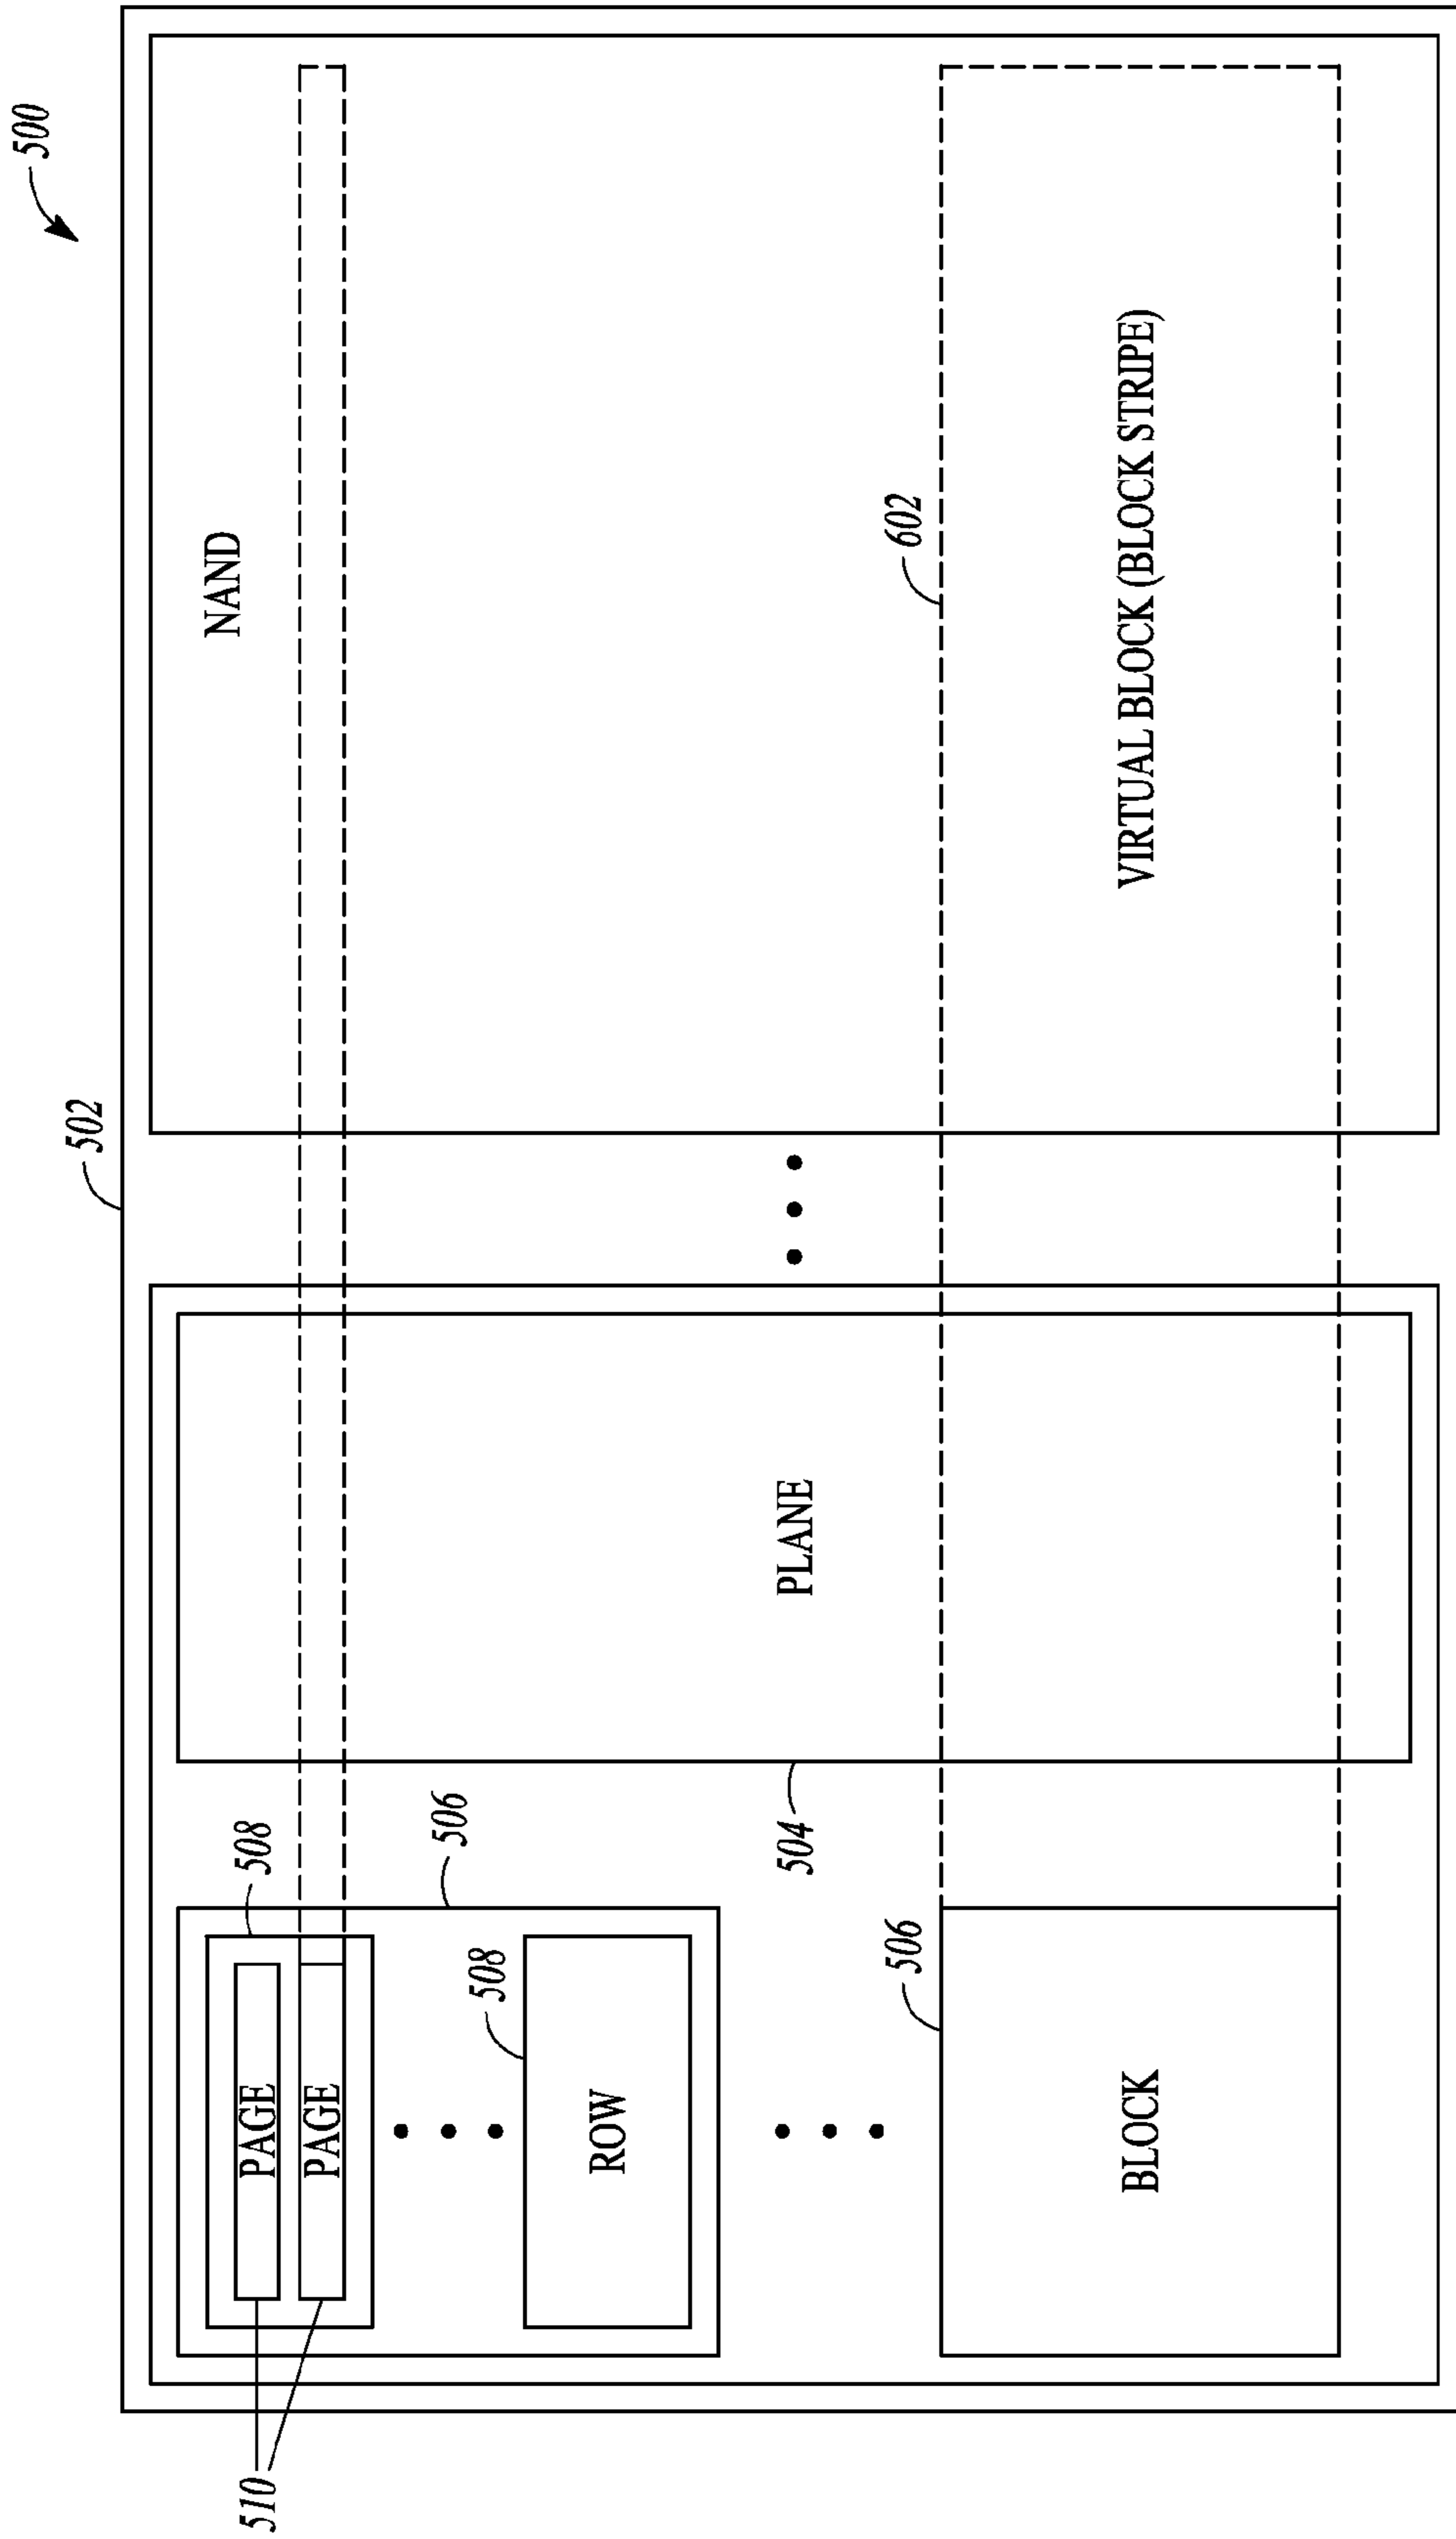 500
502
NAND
508
PAGE
PAGE
510
506
508
ROW
PLANE
504
602
506
BLOCK
VIRTUAL BLOCK (BLOCK STRIPE)